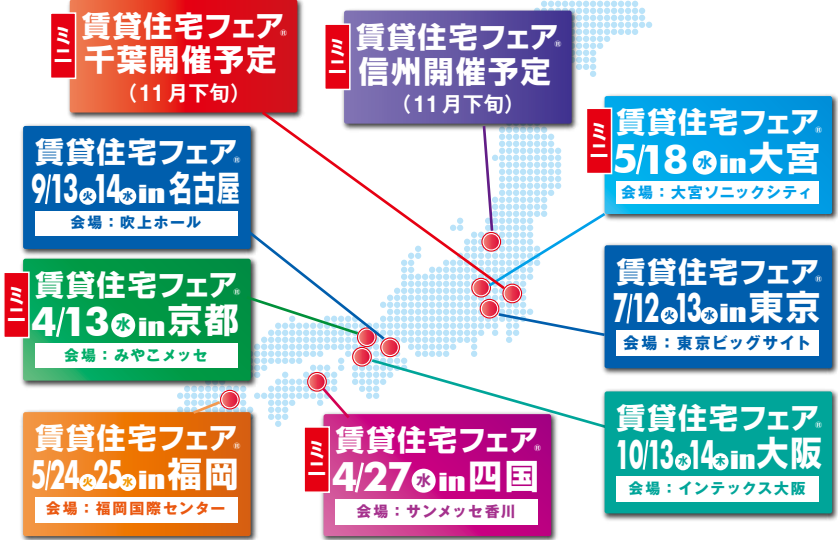 ミニ
賃貸住宅フェア®
千葉開催予定
(11月下旬)
ミニ
賃貸住宅フェア®
信州開催予定
(11月下旬)
ミニ
賃貸住宅フェア®
5/18水in大宮
会場:大宮ソニックシティ
賃貸住宅フェア®
9/13火14水in名古屋
会場:吹上ホール
賃貸住宅フェア®
7/12火13水in東京
会場:東京ビッグサイト
ミニ
賃貸住宅フェア®
4/13水in京都
会場:みやこメッセ
賃貸住宅フェア®
10/13水14木in大阪
会場:インテックス大阪
賃貸住宅フェア®
5/24火25水in福岡
会場:福岡国際センター
ミニ
賃貸住宅フェア®
4/27水in四国
会場:サンメッセ香川